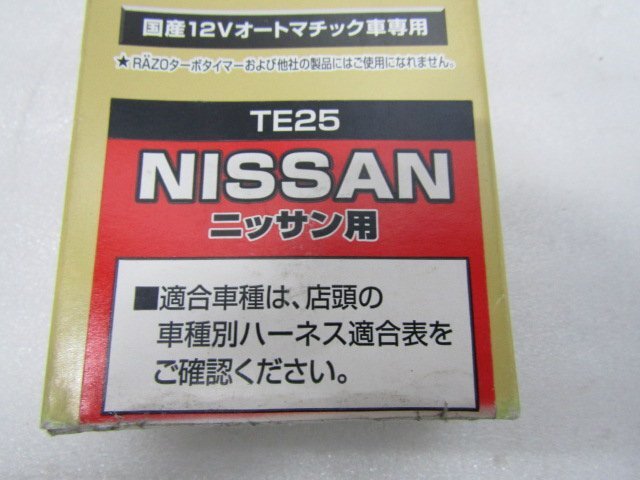 国産12Vオートマチック車専用
★RÄZOターボタイマーおよび他社の製品にはご使用になれません。
TE25
NISSAN
ニッサン用
■適合車種は、店頭の
車種別ハーネス適合表を
ご確認ください。